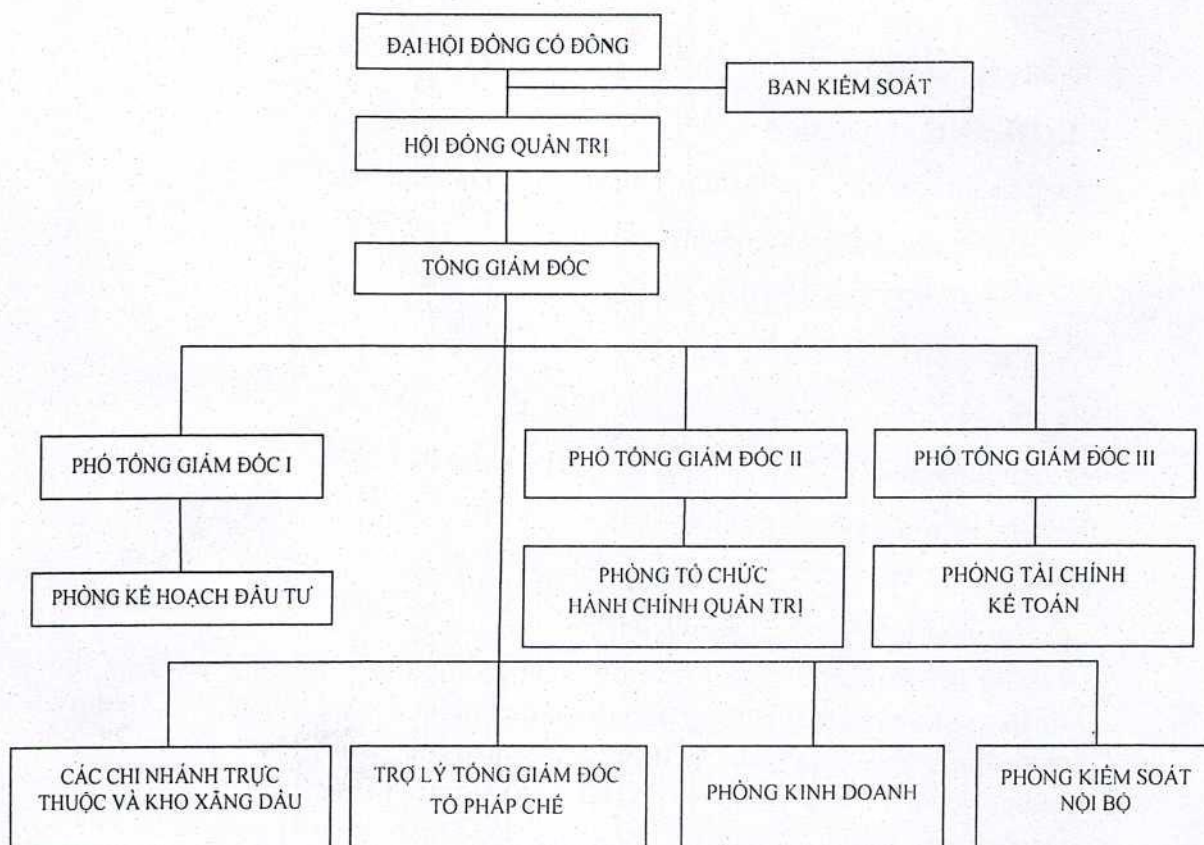 ĐẠI HỘI ĐỒNG CỔ ĐÔNG
BAN KIỂM SOÁT
HỘI ĐỒNG QUẢN TRỊ
TỔNG GIÁM ĐỐC
PHÓ TỔNG GIÁM ĐỐC I
PHÓ TỔNG GIÁM ĐỐC II
PHÓ TỔNG GIÁM ĐỐC III
PHÒNG KẾ HOẠCH ĐẦU TƯ
PHÒNG TỔ CHỨC
HÀNH CHÍNH QUẢN TRỊ
PHÒNG TÀI CHÍNH
KẾ TOÁN
CÁC CHI NHÁNH TRỰC
THUỘC VÀ KHO XĂNG DẦU
TRỢ LÝ TỔNG GIÁM ĐỐC
TỔ PHÁP CHẾ
PHÒNG KINH DOANH
PHÒNG KIỂM SOÁT
NỘI BỘ